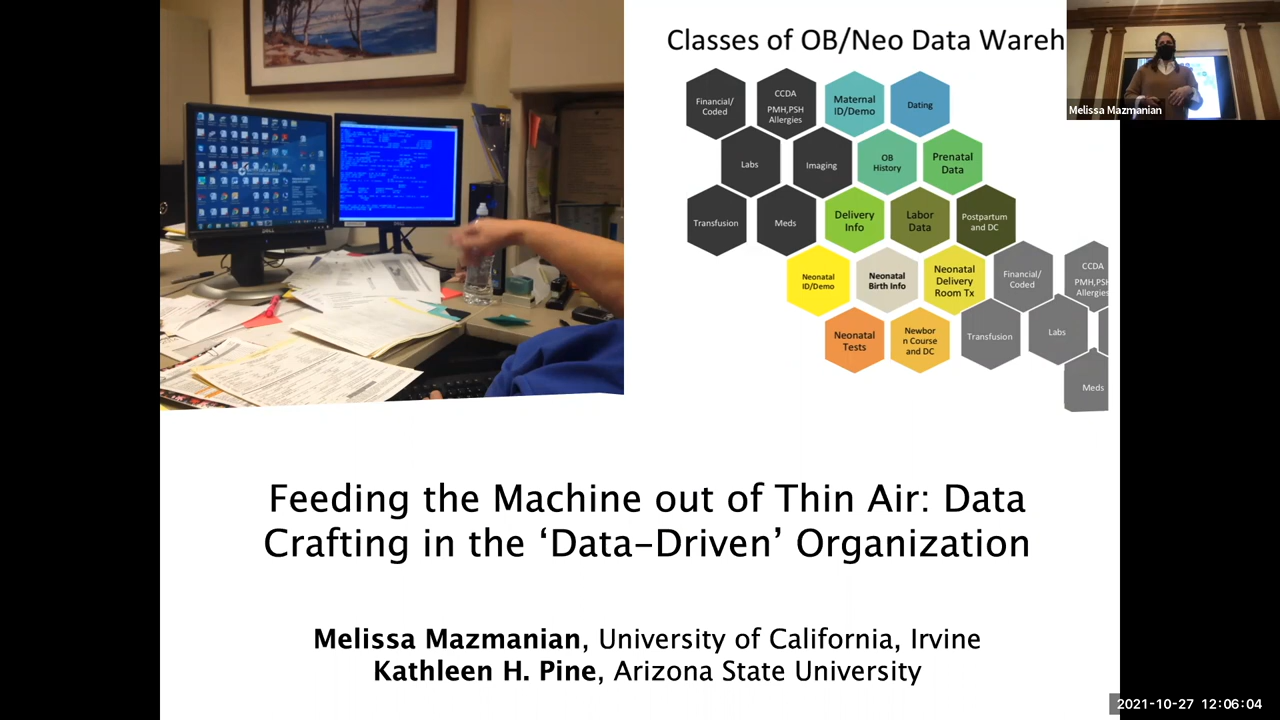 Classes of OB/Neo Data Wareh
Melissa Mazmanian
Financial/
Coded
CCDA
PMH,PSH
Allergies
Maternal
ID/Demo
Dating
Labs
Imaging
OB
History
Prenatal
Data
Transfusion
Meds
Delivery
Info
Labor
Data
Postpartum
and DC
Neonatal
ID/Demo
Neonatal
Birth Info
Neonatal
Delivery
Room Tx
Financial/
Coded
CCDA
PMH,PSH
Allergies
Neonatal
Tests
Newbor
n Course
and DC
Transfusion
Labs
Meds
DELL
DELL
Feeding the Machine out of Thin Air: Data
Crafting in the ‘Data-Driven’ Organization
Melissa Mazmanian, University of California, Irvine
Kathleen H. Pine, Arizona State University
2021-10-27 12:06:04